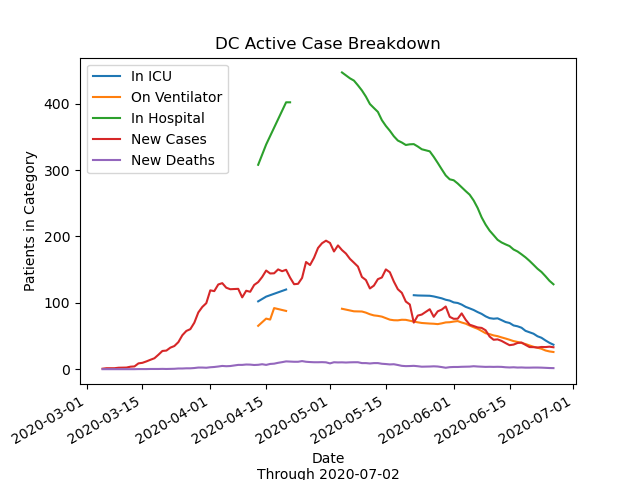 DC Active Case Breakdown
In ICU
On Ventilator
In Hospital
New Cases
New Deaths
Patients in Category
400
300
200
100
0
2020-03-01
2020-03-15
2020-04-01
2020-04-15
2020-05-01
2020-05-15
2020-06-01
2020-06-15
2020-07-01
Date
Through 2020-07-02